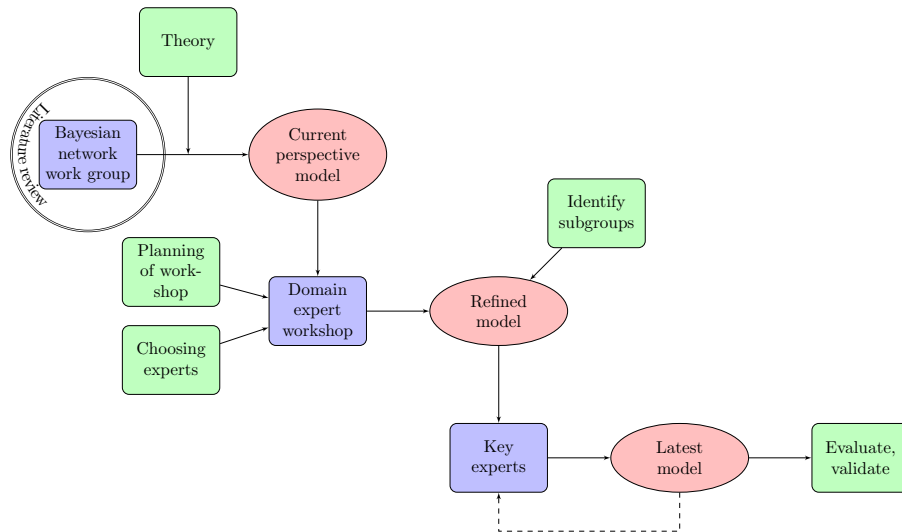 Theory
Literature review
Bayesian
network
work group
Current
perspective
model
Identify
subgroups
Planning
of work-
shop
Domain
expert
workshop
Refined
model
Choosing
experts
Key
experts
Latest
model
Evaluate,
validate